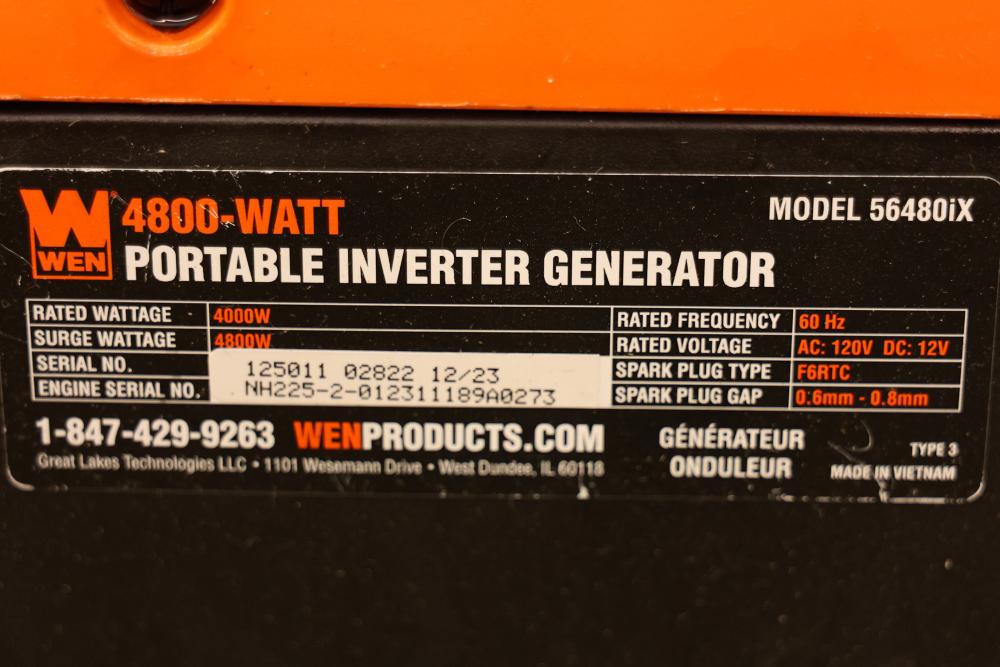 WEN
4800-WATT
MODEL 56480iX
PORTABLE INVERTER GENERATOR
RATED WATTAGE 4000W
SURGE WATTAGE 4800W
SERIAL NO. 125011 02822 12/23
ENGINE SERIAL NO. NH225-2-012311189A0273
RATED FREQUENCY 60 Hz
RATED VOLTAGE AC: 120V DC: 12V
SPARK PLUG TYPE F6RTC
SPARK PLUG GAP 0.6mm - 0.8mm
1-847-429-9263 WENPRODUCTS.COM
Great Lakes Technologies LLC • 1101 Wesemann Drive • West Dundee, IL 60118
GÉNÉRATEUR
ONDULEUR
TYPE 3
MADE IN VIETNAM